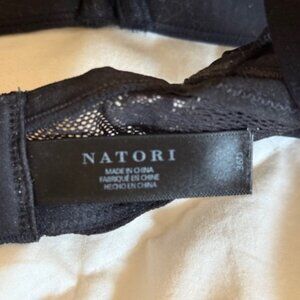 NATORI
MADE IN CHINA
FABRIQUÉ EN CHINE
HECHO EN CHINA